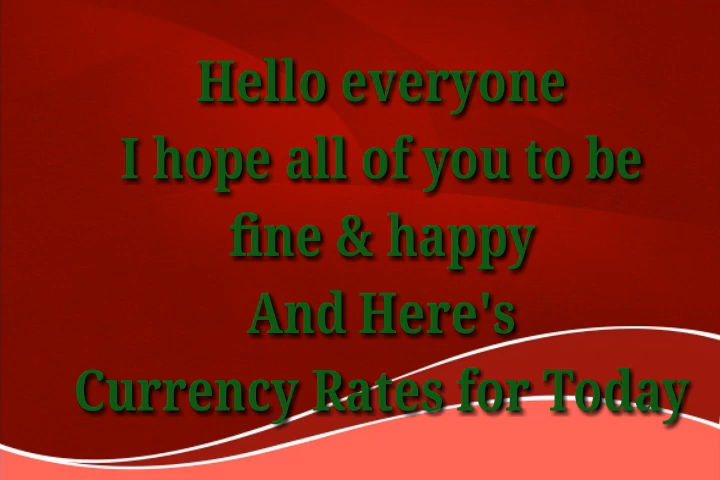 Hello everyone
I hope all of you to be
fine & happy
And Here's
Currency Rates for Today